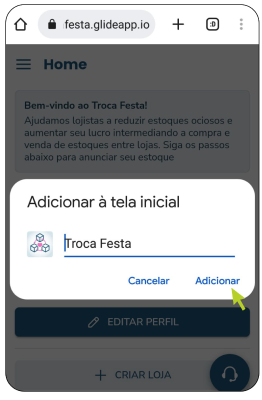 .festa.glideapp.io
:D
Home
Bem-vindo ao Troca Festa!
Ajudamos lojistas a reduzir estoques ociosos e
aumentar seu lucro intermediando a compra e
venda de estoques entre lojas. Siga os passos
abaixo para anunciar seu estoque
Adicionar à tela inicial
Troca Festa
Cancelar Adicionar
EDITAR PERFIL
CRIAR LOJA